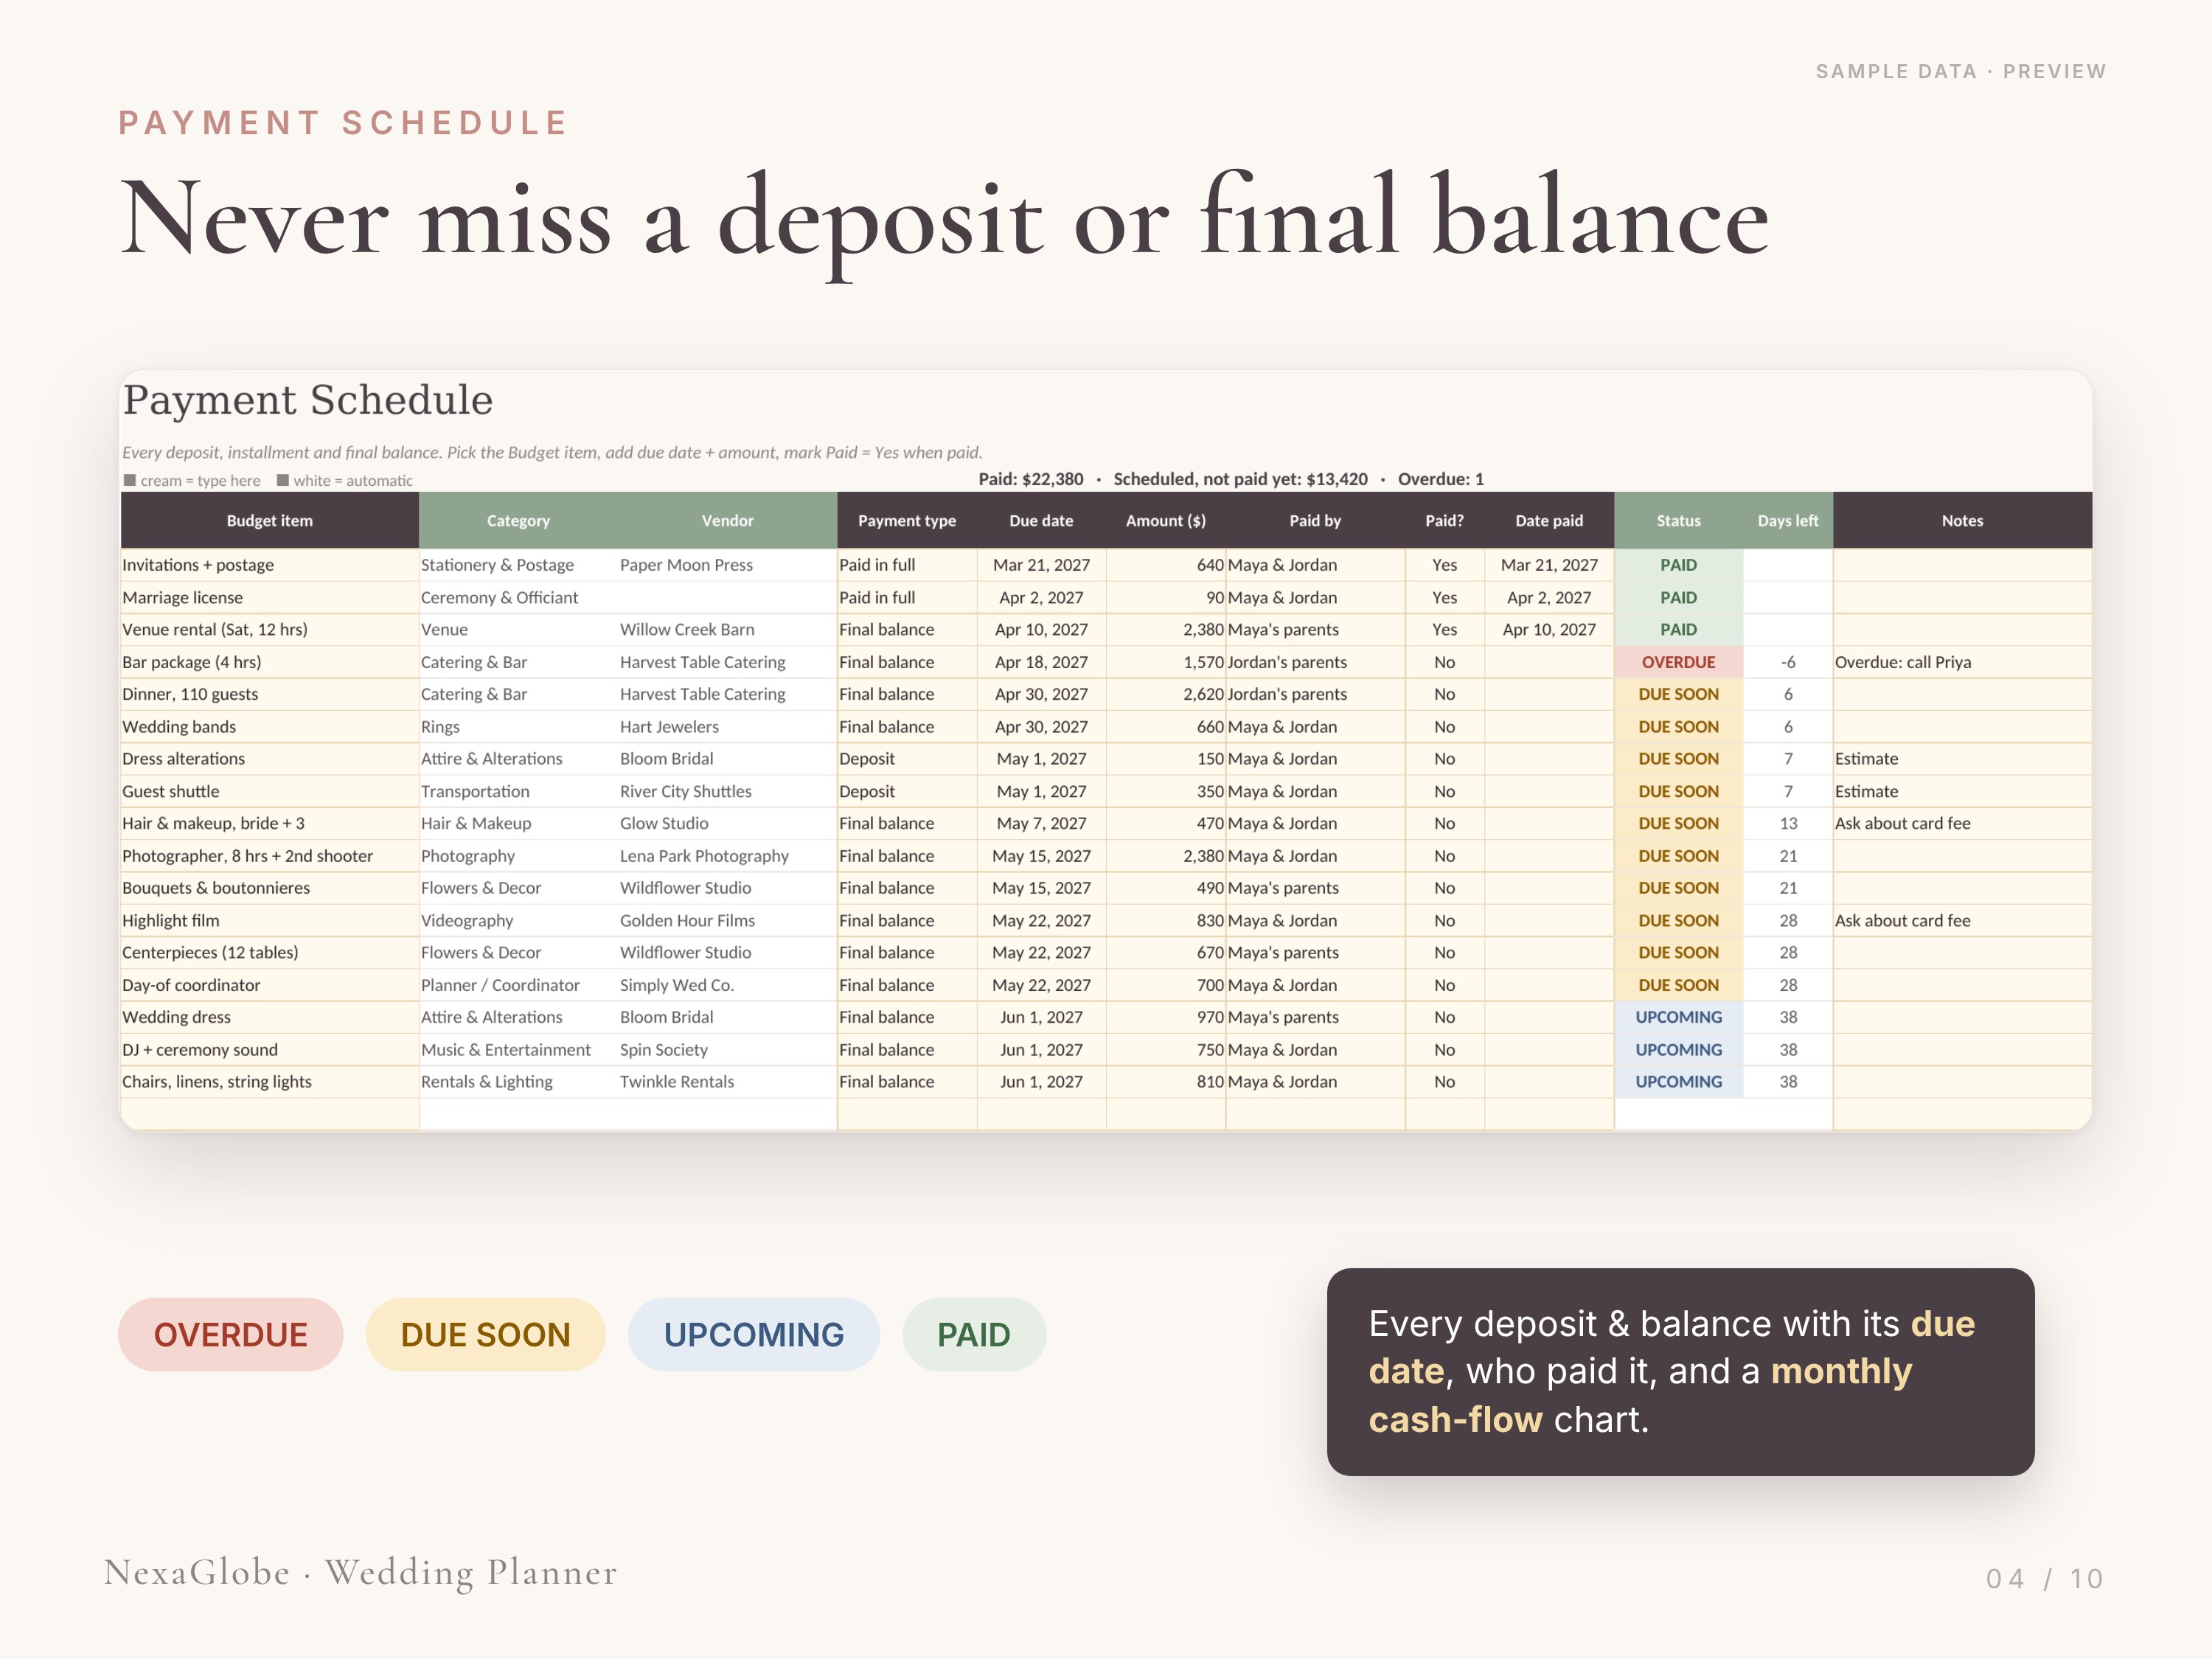 SAMPLE DATA · PREVIEW
PAYMENT SCHEDULE
Never miss a deposit or final balance
Payment Schedule
Every deposit, installment and final balance. Pick the Budget item, add due date + amount, mark Paid = Yes when paid.
■ cream = type here ■ white = automatic Paid: $22,380 · Scheduled, not paid yet: $13,420 · Overdue: 1
Budget item Category Vendor Payment type Due date Amount ($) Paid by Paid? Date paid Status Days left Notes
Invitations + postage Stationery & Postage Paper Moon Press Paid in full Mar 21, 2027 640 Maya & Jordan Yes Mar 21, 2027 PAID
Marriage license Ceremony & Officiant Paid in full Apr 2, 2027 90 Maya & Jordan Yes Apr 2, 2027 PAID
Venue rental (Sat, 12 hrs) Venue Willow Creek Barn Final balance Apr 10, 2027 2,380 Maya's parents Yes Apr 10, 2027 PAID
Bar package (4 hrs) Catering & Bar Harvest Table Catering Final balance Apr 18, 2027 1,570 Jordan's parents No OVERDUE -6 Overdue: call Priya
Dinner, 110 guests Catering & Bar Harvest Table Catering Final balance Apr 30, 2027 2,620 Jordan's parents No DUE SOON 6
Wedding bands Rings Hart Jewelers Final balance Apr 30, 2027 660 Maya & Jordan No DUE SOON 6
Dress alterations Attire & Alterations Bloom Bridal Deposit May 1, 2027 150 Maya & Jordan No DUE SOON 7 Estimate
Guest shuttle Transportation River City Shuttles Deposit May 1, 2027 350 Maya & Jordan No DUE SOON 7 Estimate
Hair & makeup, bride + 3 Hair & Makeup Glow Studio Final balance May 7, 2027 470 Maya & Jordan No DUE SOON 13 Ask about card fee
Photographer, 8 hrs + 2nd shooter Photography Lena Park Photography Final balance May 15, 2027 2,380 Maya & Jordan No DUE SOON 21
Bouquets & boutonnieres Flowers & Decor Wildflower Studio Final balance May 15, 2027 490 Maya's parents No DUE SOON 21
Highlight film Videography Golden Hour Films Final balance May 22, 2027 830 Maya & Jordan No DUE SOON 28 Ask about card fee
Centerpieces (12 tables) Flowers & Decor Wildflower Studio Final balance May 22, 2027 670 Maya's parents No DUE SOON 28
Day-of coordinator Planner / Coordinator Simply Wed Co. Final balance May 22, 2027 700 Maya & Jordan No DUE SOON 28
Wedding dress Attire & Alterations Bloom Bridal Final balance Jun 1, 2027 970 Maya's parents No UPCOMING 38
DJ + ceremony sound Music & Entertainment Spin Society Final balance Jun 1, 2027 750 Maya & Jordan No UPCOMING 38
Chairs, linens, string lights Rentals & Lighting Twinkle Rentals Final balance Jun 1, 2027 810 Maya & Jordan No UPCOMING 38
OVERDUE DUE SOON UPCOMING PAID
Every deposit & balance with its due
date, who paid it, and a monthly
cash-flow chart.
NexaGlobe · Wedding Planner
04 / 10